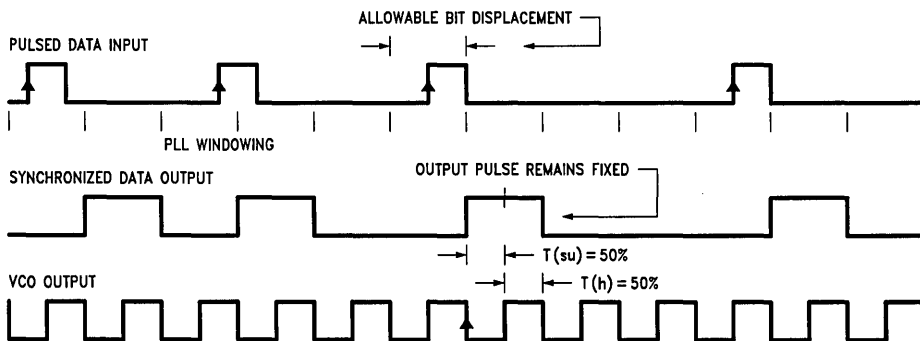 ALLOWABLE BIT DISPLACEMENT
PULSED DATA INPUT
PLL WINDOWING
SYNCHRONIZED DATA OUTPUT
OUTPUT PULSE REMAINS FIXED
T(su)=50%
T(h)=50%
VCO OUTPUT